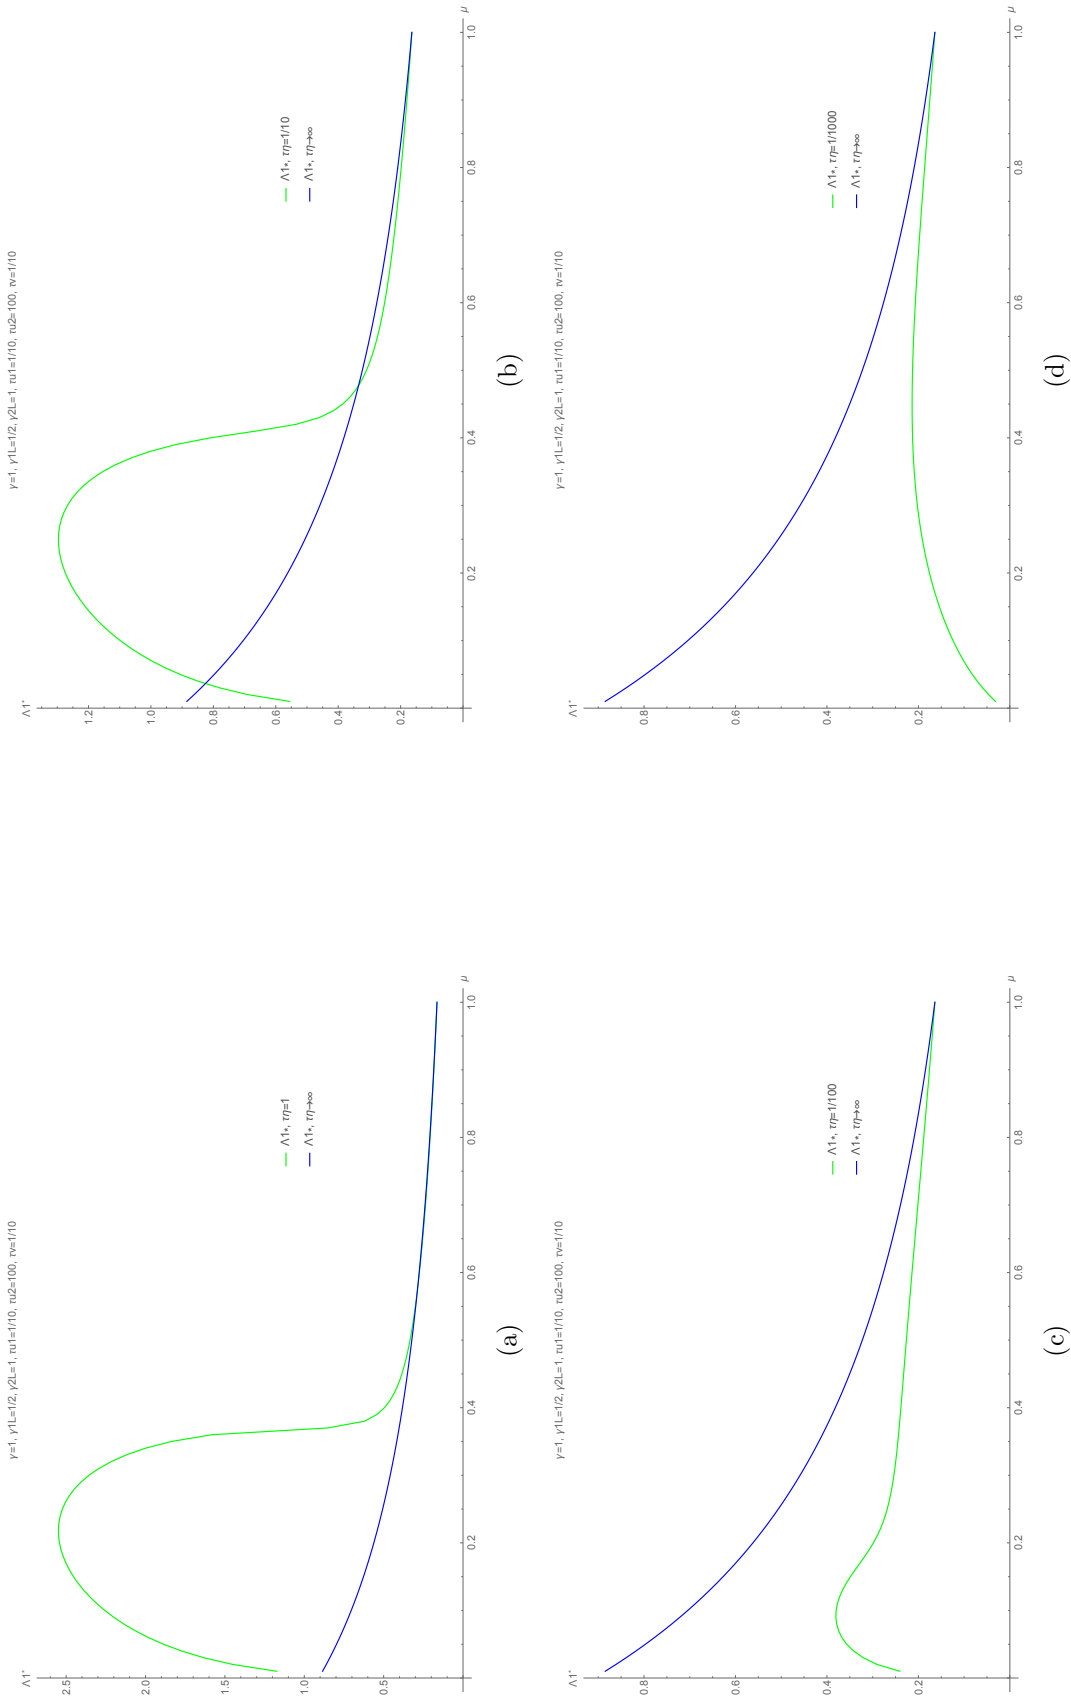 γ=1, γ1L=1/2, γ2L=1, τu1=1/10, τu2=100, τv=1/10
Λ1*
2.5
2.0
1.5
1.0
0.5
0.2
0.4
0.6
0.8
1.0
μ
Λ1*, τη=1
Λ1*, τη→∞
(a)
γ=1, γ1L=1/2, γ2L=1, τu1=1/10, τu2=100, τv=1/10
Λ1*
1.2
1.0
0.8
0.6
0.4
0.2
0.2
0.4
0.6
0.8
1.0
μ
Λ1*, τη=1/10
Λ1*, τη→∞
(b)
γ=1, γ1L=1/2, γ2L=1, τu1=1/10, τu2=100, τv=1/10
Λ1*
0.8
0.6
0.4
0.2
0.2
0.4
0.6
0.8
1.0
μ
Λ1*, τη=1/100
Λ1*, τη→∞
(c)
γ=1, γ1L=1/2, γ2L=1, τu1=1/10, τu2=100, τv=1/10
Λ1*
0.8
0.6
0.4
0.2
0.2
0.4
0.6
0.8
1.0
μ
Λ1*, τη=1/1000
Λ1*, τη→∞
(d)